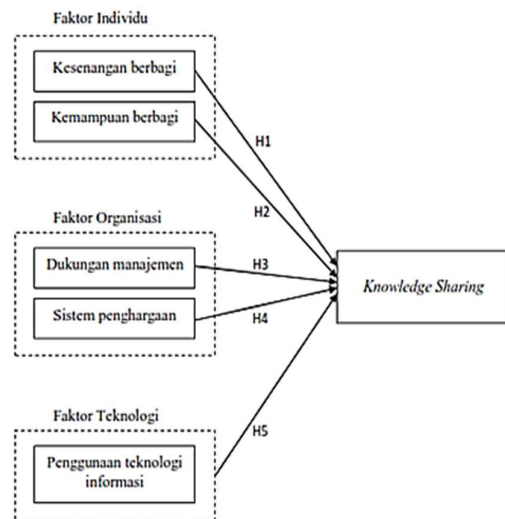 Faktor Individu
Kesenangan berbagi
Kemampuan berbagi
H1
H2
Faktor Organisasi
Dukungan manajemen
H3
Knowledge Sharing
Sistem penghargaan
H4
Faktor Teknologi
H5
Penggunaan teknologi
informasi